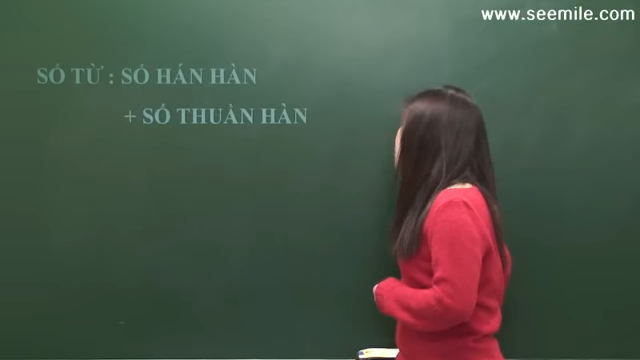 www.seemile.com
SỐ TỪ : SỐ HÁN HÀN
+ SỐ THUẦN HÀN